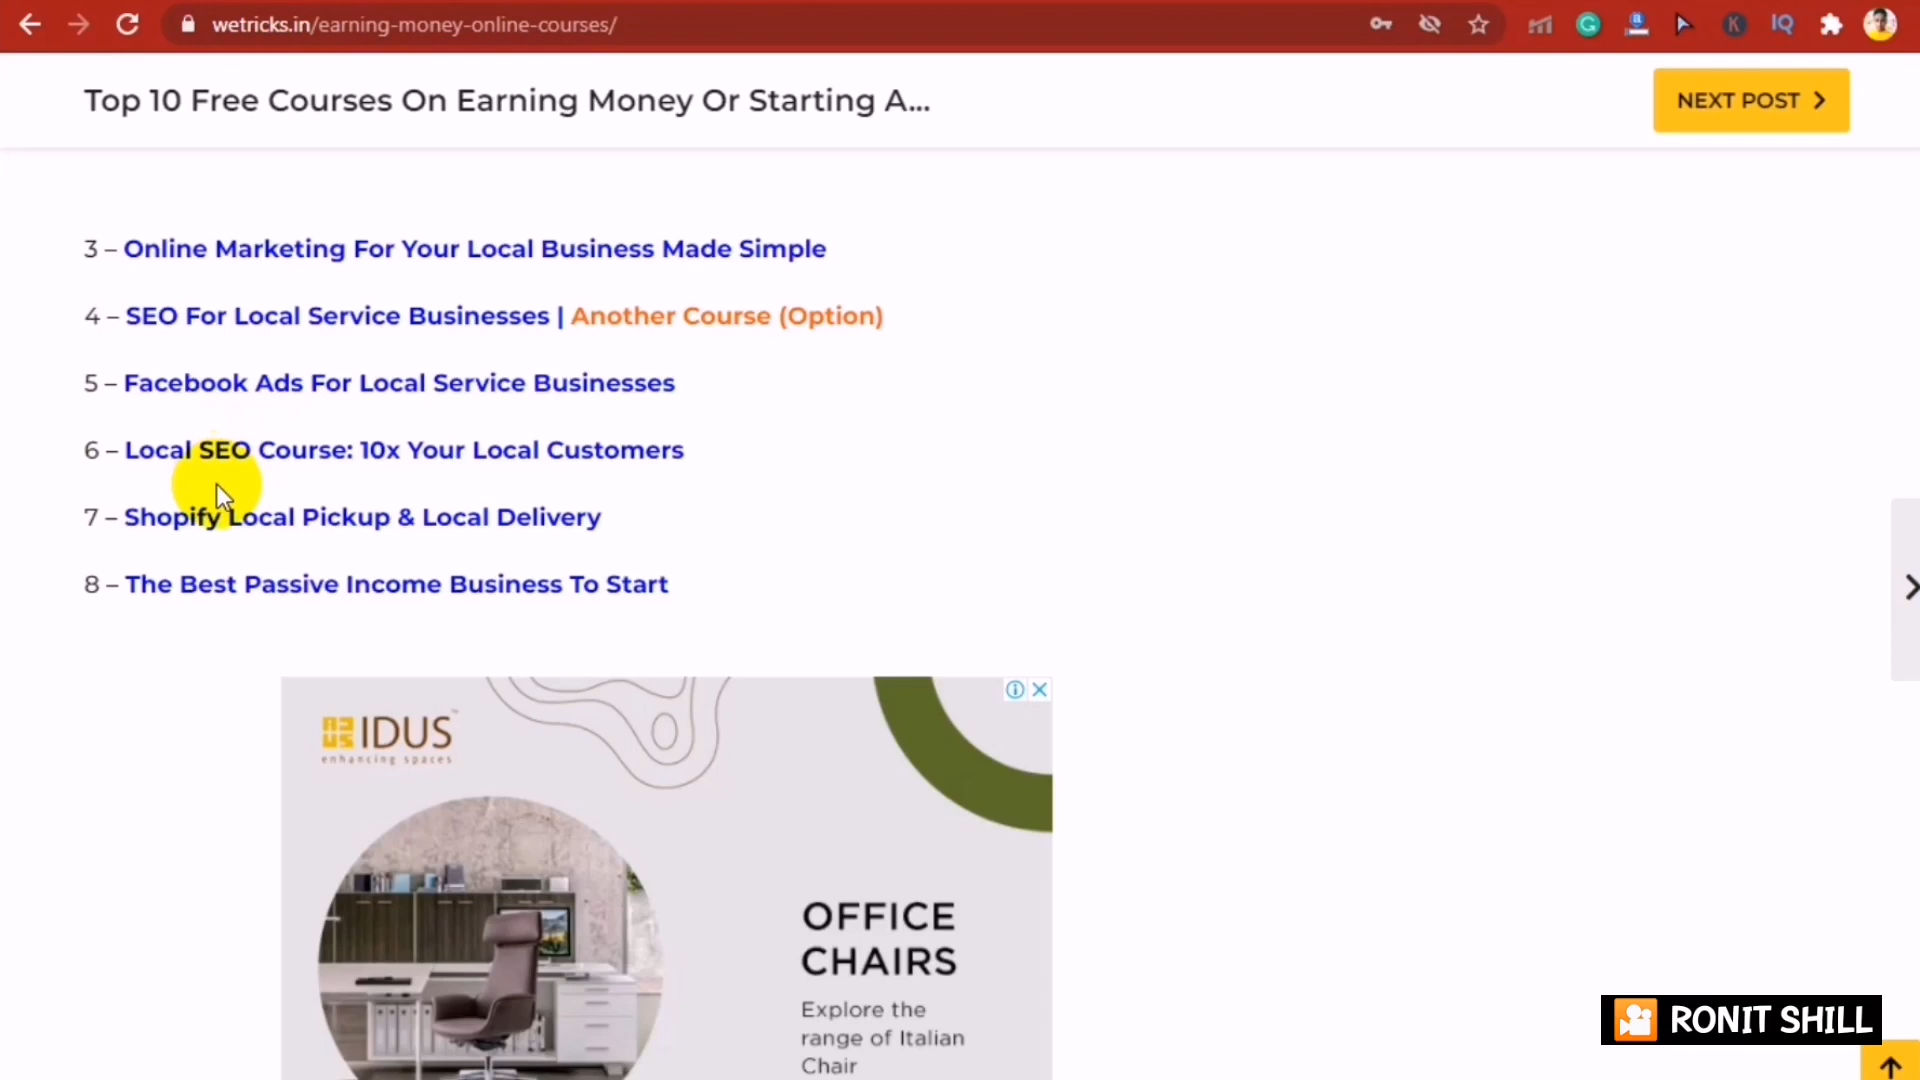 wetricks.in/earning-money-online-courses/
Top 10 Free Courses On Earning Money Or Starting A...
NEXT POST
3 – Online Marketing For Your Local Business Made Simple
4 – SEO For Local Service Businesses | Another Course (Option)
5 – Facebook Ads For Local Service Businesses
6 – Local SEO Course: 10x Your Local Customers
7 – Shopify Local Pickup & Local Delivery
8 – The Best Passive Income Business To Start
IDUS
enhancing spaces
OFFICE
CHAIRS
Explore the
range of Italian
Chair
RONIT SHILL